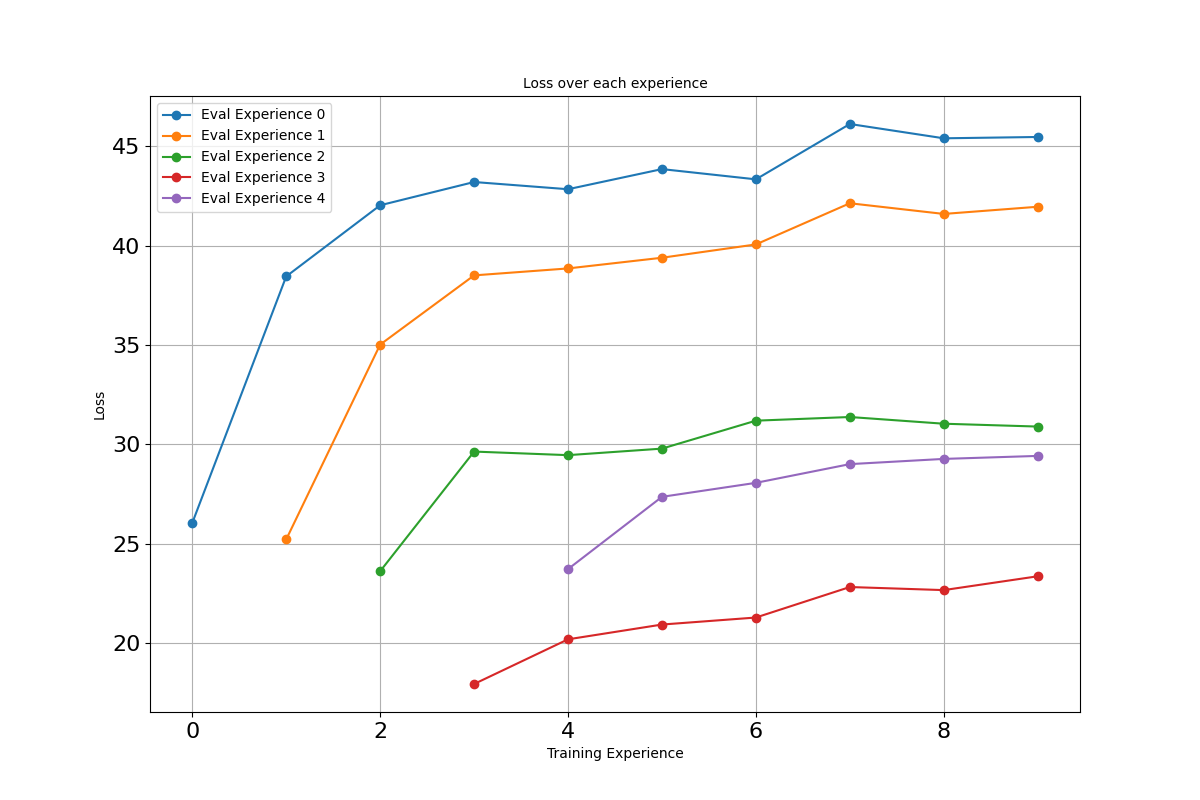 Loss over each experience
Eval Experience 0
Eval Experience 1
Eval Experience 2
Eval Experience 3
Eval Experience 4
45
40
35
30
25
20
Loss
0 2 4 6 8
Training Experience